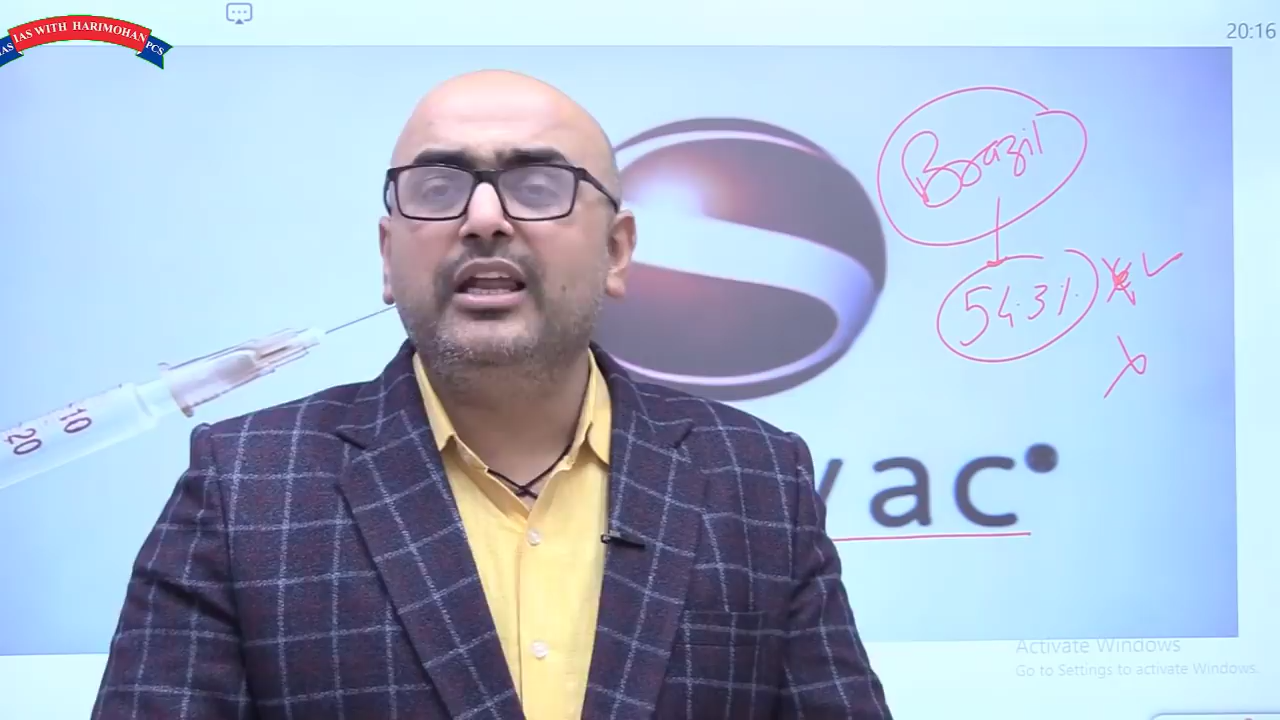 IAS
IAS WITH HARIMOHAN
PCS
20:16
Brazil
54.3%
vac
10
20
Activate Windows
Go to Settings to activate Windows.